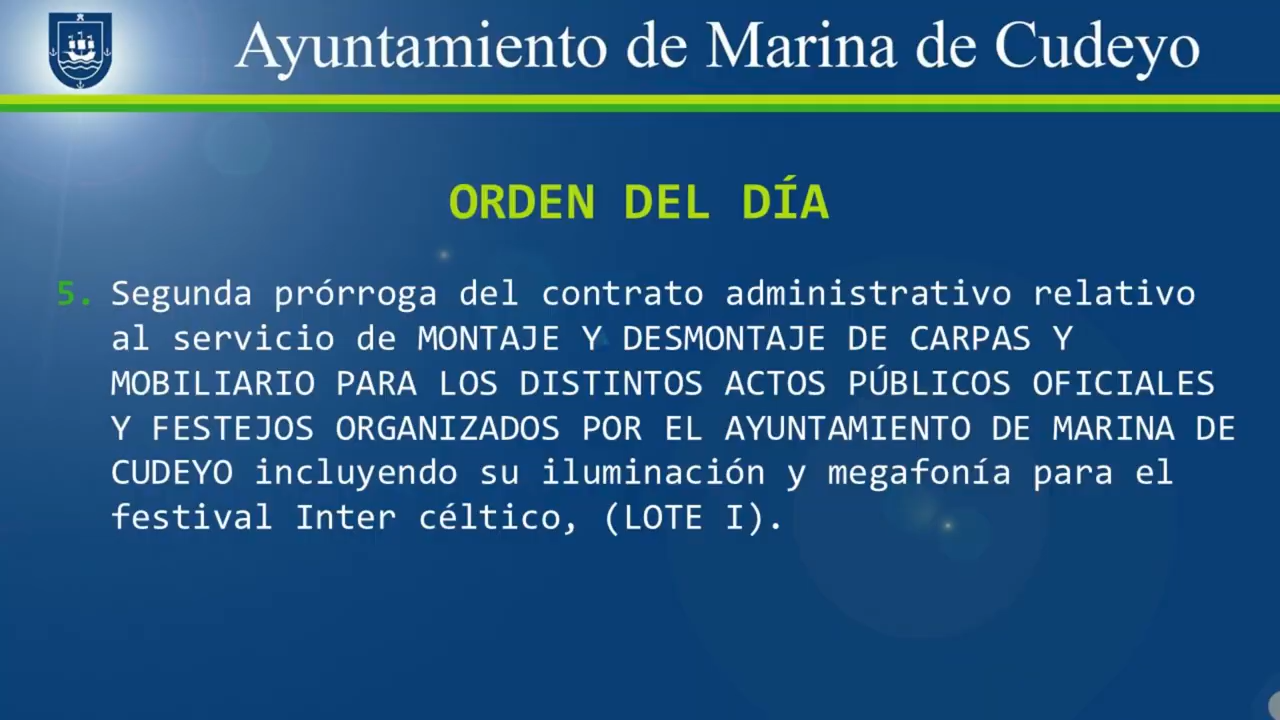 Ayuntamiento de Marina de Cudeyo
ORDEN DEL DÍA
5. Segunda prórroga del contrato administrativo relativo
al servicio de MONTAJE Y DESMONTAJE DE CARPAS Y
MOBILIARIO PARA LOS DISTINTOS ACTOS PÚBLICOS OFICIALES
Y FESTEJOS ORGANIZADOS POR EL AYUNTAMIENTO DE MARINA DE
CUDEYO incluyendo su iluminación y megafonía para el
festival Inter céltico, (LOTE I).